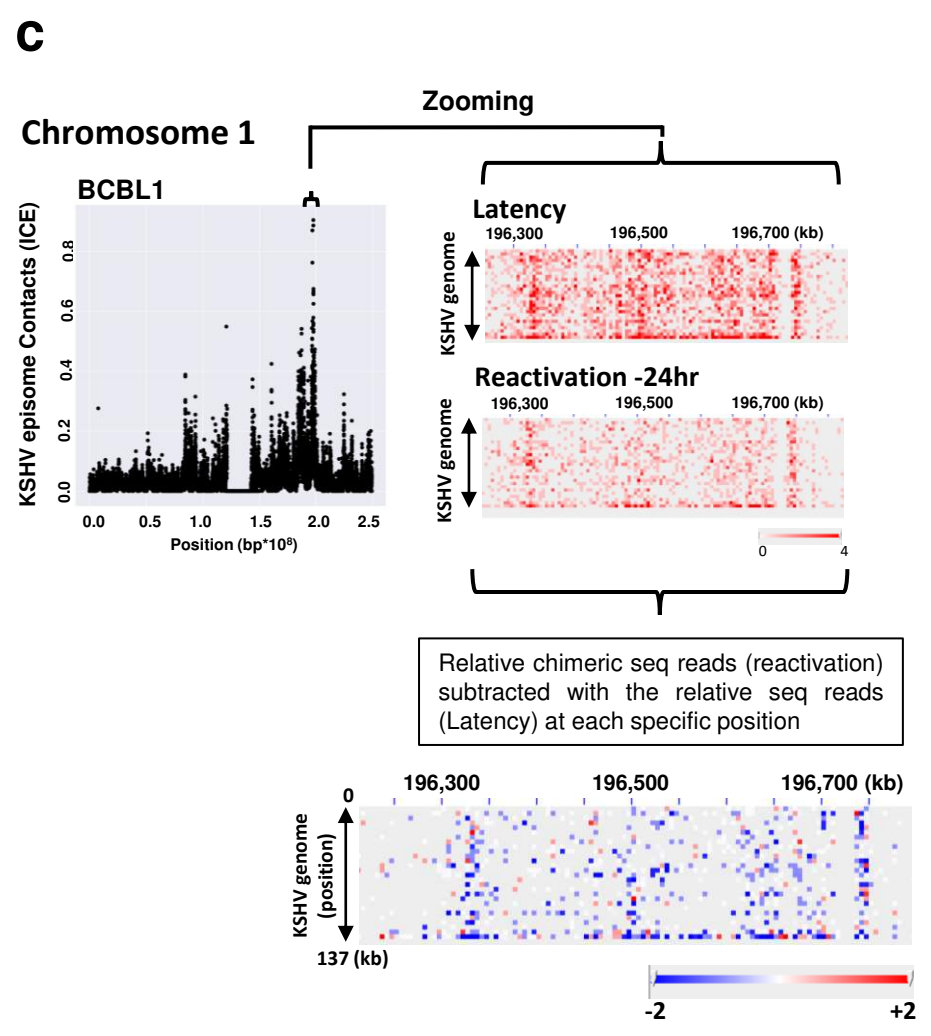 c
Zooming
Chromosome 1
BCBL1
KSHV episome Contacts (ICE)
0.8
0.6
0.4
0.2
0.0
0.0 0.5 1.0 1.5 2.0 2.5
Position (bp*10⁸)
Latency
196,300 196,500 196,700 (kb)
KSHV genome
Reactivation -24hr
196,300 196,500 196,700 (kb)
KSHV genome
0 4
Relative chimeric seq reads (reactivation)
subtracted with the relative seq reads
(Latency) at each specific position
196,300 196,500 196,700 (kb)
0
KSHV genome
(position)
137 (kb)
-2 +2